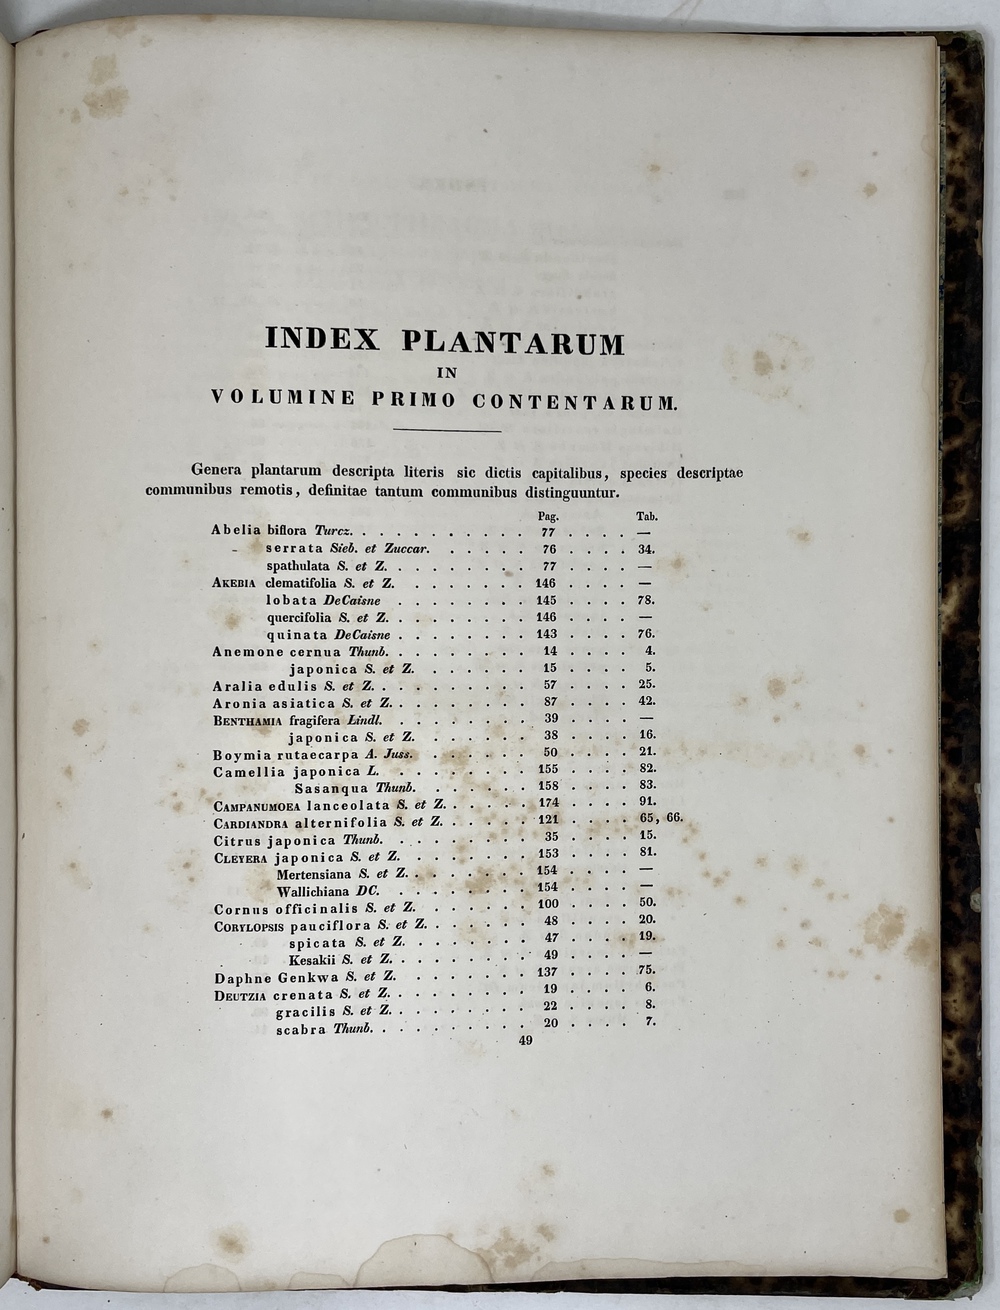 INDEX PLANTARUM
IN
VOLUMINE PRIMO CONTENTARUM.
Genera plantarum descripta literis sic dictis capitalibus, species descriptae
communibus remotis, definitae tantum communibus distinguuntur.
Pag. Tab.
Abelia biflora Turcz. . . . . . . . . . . 77 . . . . —
- serrata Sieb. et Zuccar. . . . . . 76 . . . . 34.
spathulata S. et Z. . . . . . . . . 77 . . . . —
AKEBIA clematifolia S. et Z. . . . . . . . 146 . . . . —
lobata DeCaisne . . . . . . . . 145 . . . . 78.
quercifolia S. et Z. . . . . . . . . 146 . . . . —
quinata DeCaisne . . . . . . . . 143 . . . . 76.
Anemone cernua Thunb. . . . . . . . . 14 . . . . 4.
japonica S. et Z. . . . . . . 15 . . . . 5.
Aralia edulis S. et Z. . . . . . . . . . 57 . . . . 25.
Aronia asiatica S. et Z. . . . . . . . . 87 . . . . 42.
BENTHAMIA fragifera Lindl. . . . . . . . . 39 . . . . —
japonica S. et Z. . . . . . . 38 . . . . 16.
Boymia rutaecarpa A. Juss. . . . . . . 50 . . . . 21.
Camellia japonica L. . . . . . . . . 155 . . . . 82.
Sasanqua Thunb. . . . . . . 158 . . . . 83.
CAMPANUMOEA lanceolata S. et Z. . . . . . 174 . . . . 91.
CARDIANDRA alternifolia S. et Z. . . . . . 121 . . . . 65, 66.
Citrus japonica Thunb. . . . . . . . . 35 . . . . 15.
CLEYERA japonica S. et Z. . . . . . . . 153 . . . . 81.
Mertensiana S. et Z. . . . . . . . 154 . . . . —
Wallichiana DC. . . . . . . . . 154 . . . . —
Cornus officinalis S. et Z. . . . . . . 100 . . . . 50.
CORYLOPSIS pauciflora S. et Z. . . . . . . 48 . . . . 20.
spicata S. et Z. . . . . . . . 47 . . . . 19.
Kesakii S. et Z. . . . . . . . . 49 . . . . —
Daphne Genkwa S. et Z. . . . . . . . 137 . . . . 75.
DEUTZIA crenata S. et Z. . . . . . . . . 19 . . . . 6.
gracilis S. et Z. . . . . . . . . 22 . . . . 8.
scabra Thunb. . . . . . . . . . 20 . . . . 7.
49